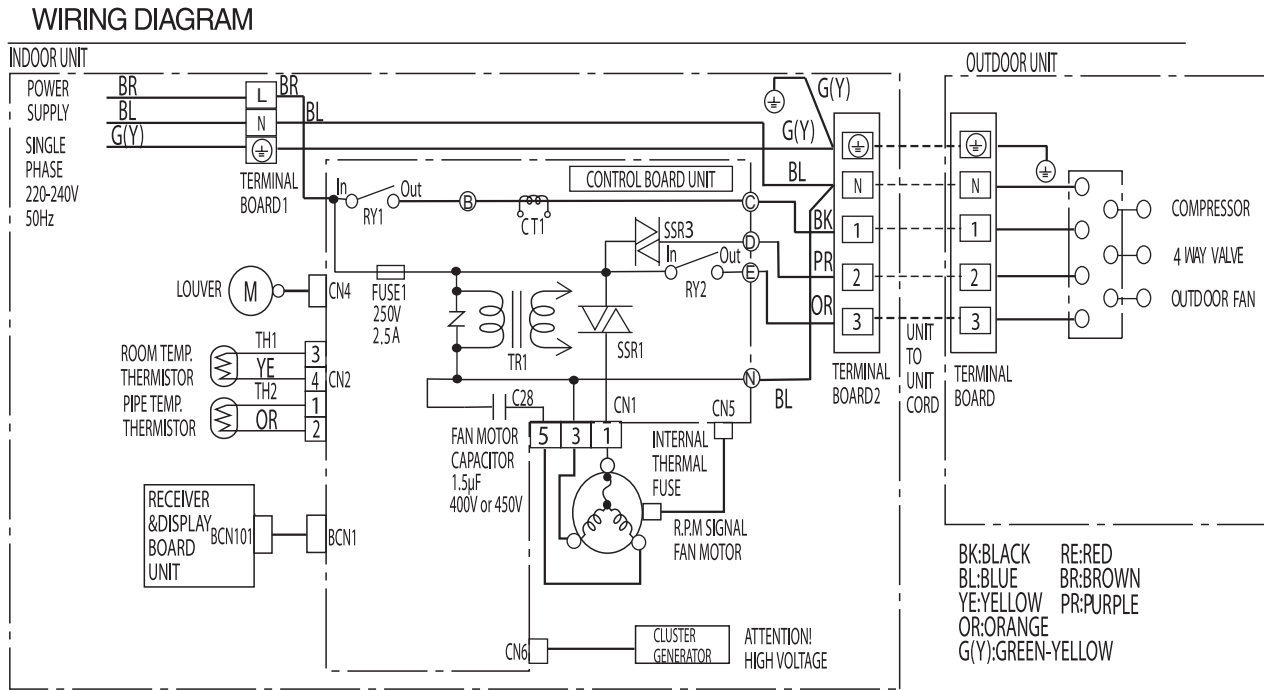 WIRING DIAGRAM
INDOOR UNIT
OUTDOOR UNIT
POWER
SUPPLY
SINGLE
PHASE
220-240V
50Hz
BR
BL
G(Y)
L
N
BR
BL
TERMINAL
BOARD1
G(Y)
G(Y)
BL
CONTROL BOARD UNIT
In
Out
RY1
B
CT1
C
BK
SSR3
D
PR
In
Out
RY2
E
OR
FUSE1
250V
2.5A
TR1
SSR1
N
BL
N
1
2
3
TERMINAL
BOARD2
UNIT
TO
UNIT
CORD
N
1
2
3
TERMINAL
BOARD
COMPRESSOR
4 WAY VALVE
OUTDOOR FAN
LOUVER
M
CN4
ROOM TEMP.
THERMISTOR
TH1
YE
3
4
CN2
PIPE TEMP.
THERMISTOR
TH2
OR
1
2
C28
FAN MOTOR
CAPACITOR
1.5µF
400V or 450V
CN1
5 3 1
CN5
INTERNAL
THERMAL
FUSE
R.P.M SIGNAL
FAN MOTOR
RECEIVER
&DISPLAY
BOARD
UNIT
BCN101
BCN1
CN6
CLUSTER
GENERATOR
ATTENTION!
HIGH VOLTAGE
BK:BLACK RE:RED
BL:BLUE BR:BROWN
YE:YELLOW PR:PURPLE
OR:ORANGE
G(Y):GREEN-YELLOW